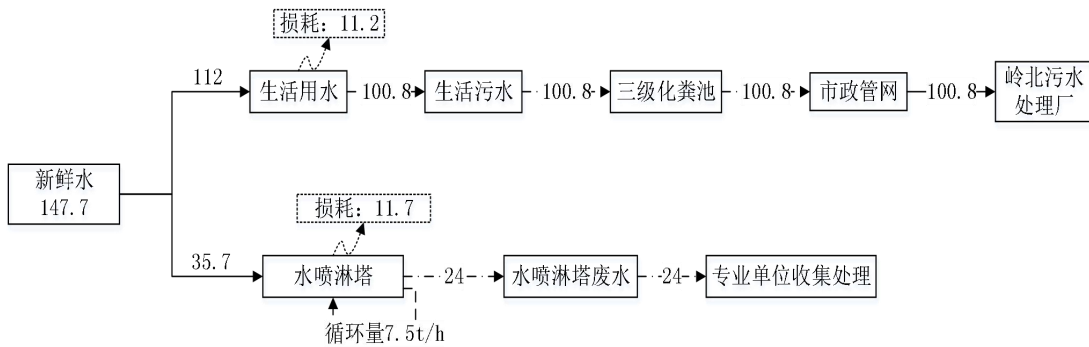 损耗: 11.2
112
生活用水
100.8
生活污水
100.8
三级化粪池
100.8
市政管网
100.8
岭北污水
处理厂
新鲜水
147.7
损耗: 11.7
35.7
水喷淋塔
24
水喷淋塔废水
24
专业单位收集处理
循环量7.5t/h